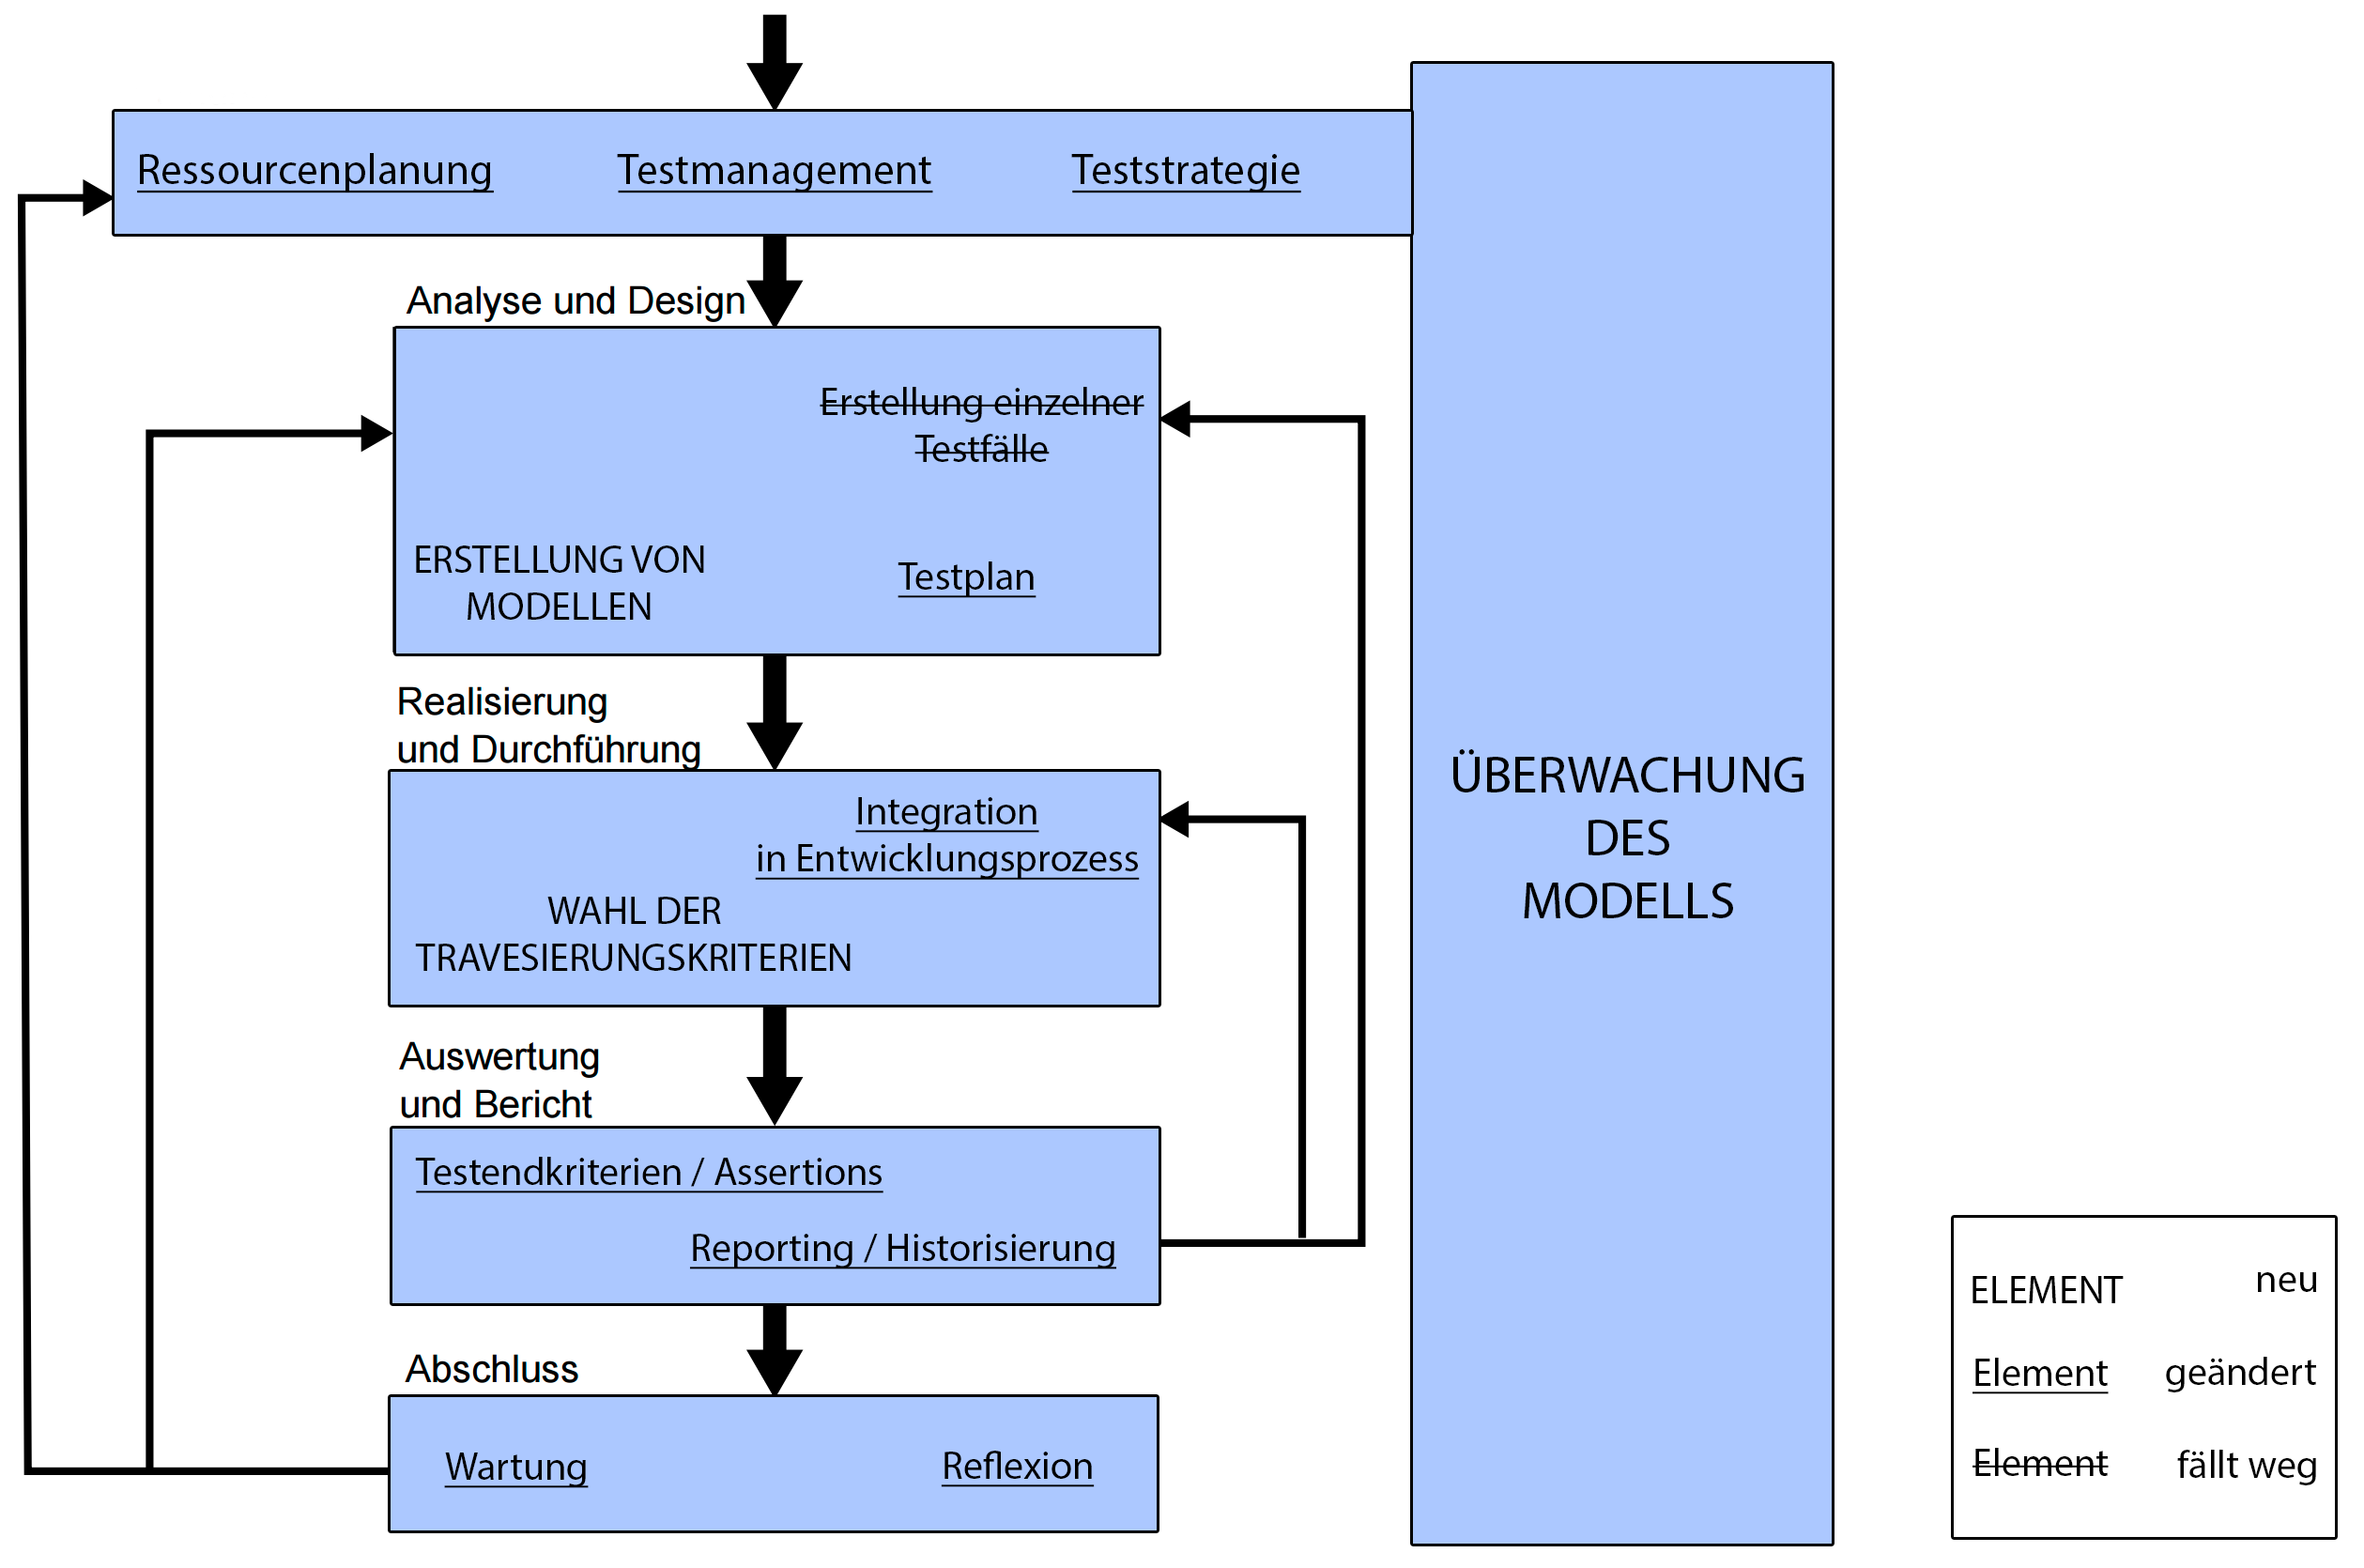 Ressourcenplanung
Testmanagement
Teststrategie
Analyse und Design
Erstellung einzelner
Testfälle
ERSTELLUNG VON
MODELLEN
Testplan
Realisierung
und Durchführung
Integration
in Entwicklungsprozess
WAHL DER
TRAVESIERUNGSKRITERIEN
Auswertung
und Bericht
Testendkriterien / Assertions
Reporting / Historisierung
Abschluss
Wartung
Reflexion
ÜBERWACHUNG
DES
MODELLS
ELEMENT neu
Element geändert
Element fällt weg